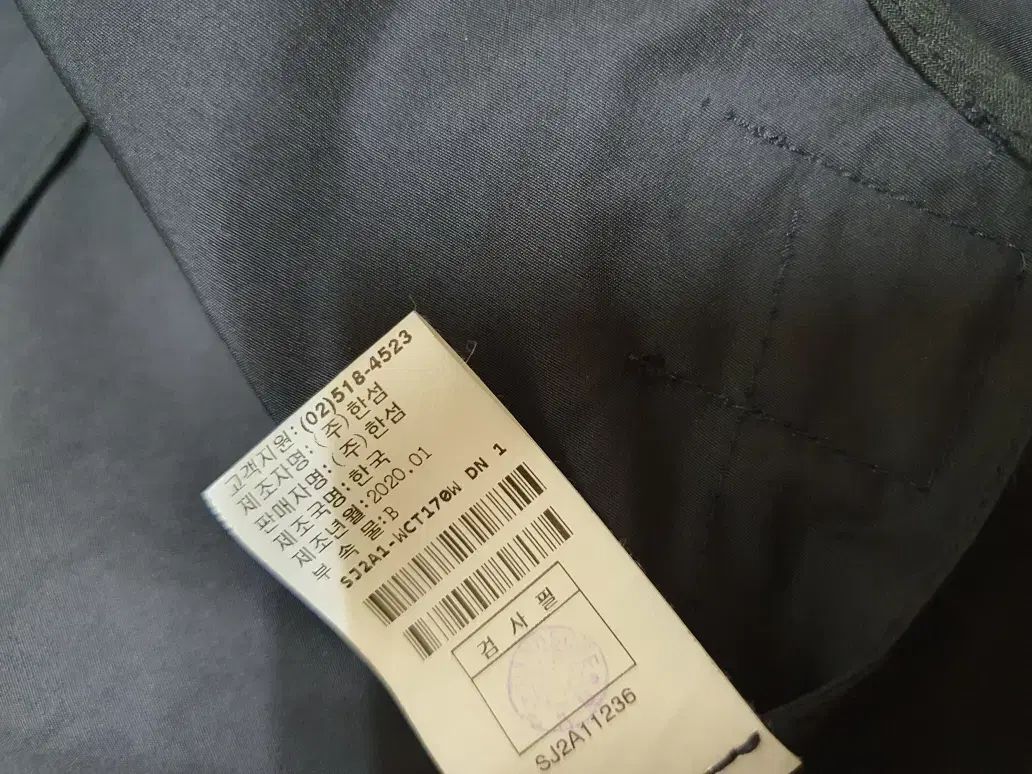 고객지원:(02)518-4523
제조자명:(주)한섬
판매자명:(주)한섬
제조국명:한국
제조년월:2020.01
부 속 물:B
SJ2A1-WCT170W DN 1
검 사 필
SJ2A11236